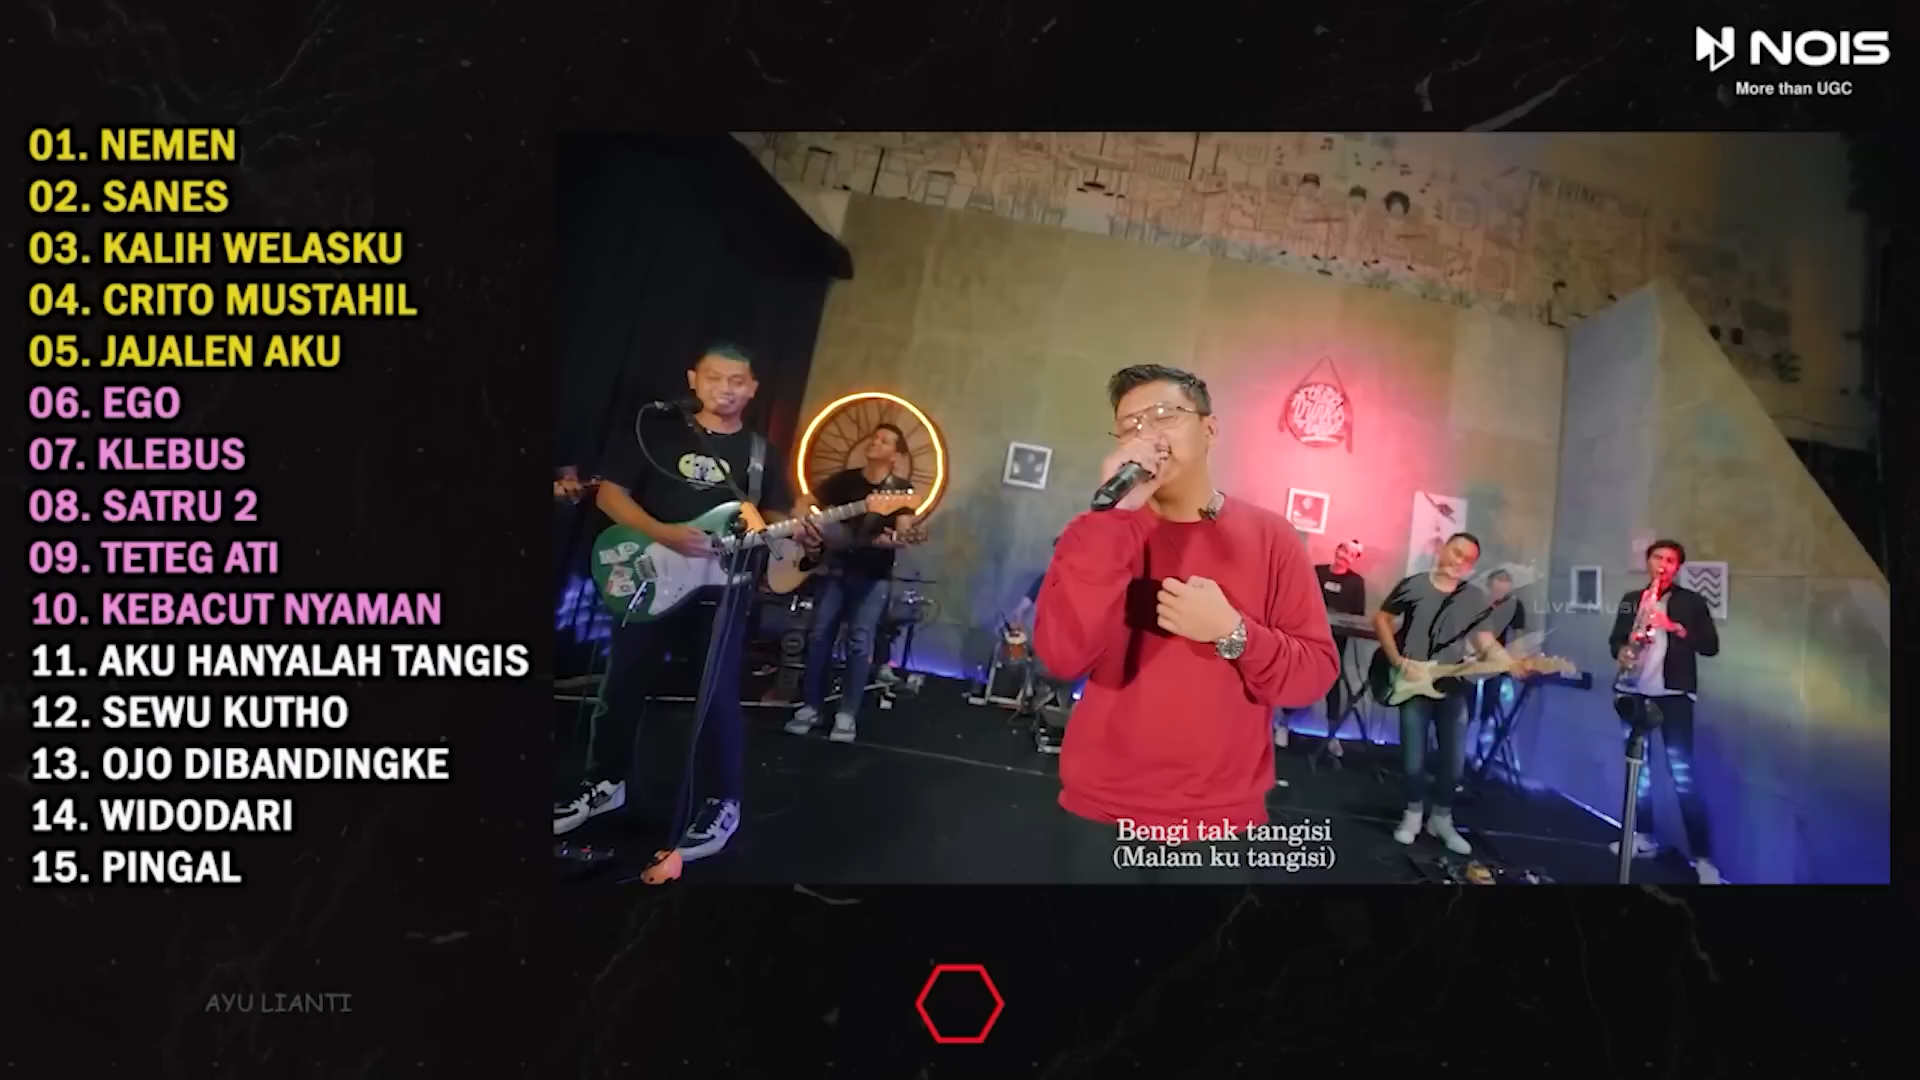 NOIS
More than UGC
01. NEMEN
02. SANES
03. KALIH WELASKU
04. CRITO MUSTAHIL
05. JAJALEN AKU
06. EGO
07. KLEBUS
08. SATRU 2
09. TETEG ATI
10. KEBACUT NYAMAN
11. AKU HANYALAH TANGIS
12. SEWU KUTHO
13. OJO DIBANDINGKE
14. WIDODARI
15. PINGAL
Bengi tak tangisi
(Malam ku tangisi)
AYU LIANTI